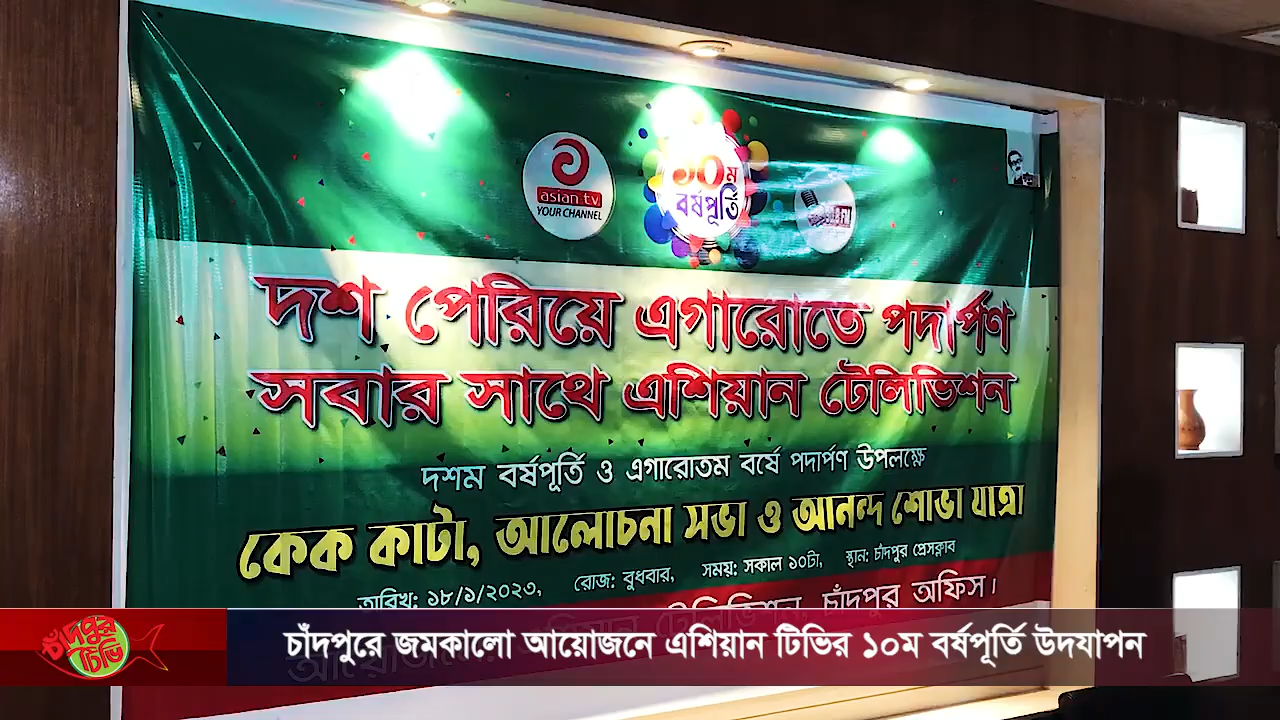 asian.tv
YOUR CHANNEL
১০ম
বর্ষপূর্তি
দশ পেরিয়ে এগারোতে পদার্পণ
সবার সাথে এশিয়ান টেলিভিশন
দশম বর্ষপূর্তি ও এগারোতম বর্ষে পদার্পণ উপলক্ষে
কেক কাটা, আলোচনা সভা ও আনন্দ শোভা যাত্রা
তারিখ: ১৮/১/২০২৩, রোজ: বুধবার, সময়: সকাল ১০টা, স্থান: চাঁদপুর প্রেসক্লাব
টেলিভিশন, চাঁদপুর অফিস।
চাঁদপুর
টিভি
চাঁদপুরে জমকালো আয়োজনে এশিয়ান টিভির ১০ম বর্ষপূর্তি উদযাপন